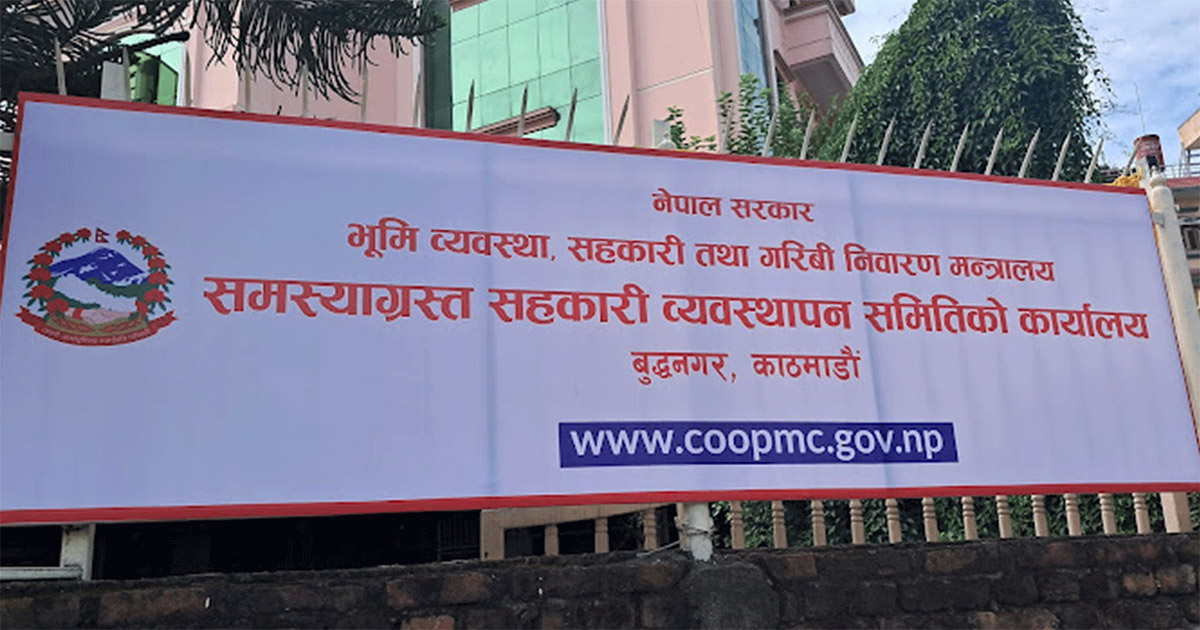 नेपाल सरकार
भूमि व्यवस्था, सहकारी तथा गरिबी निवारण मन्त्रालय
समस्याग्रस्त सहकारी व्यवस्थापन समितिको कार्यालय
बुद्धनगर, काठमाडौं
www.coopmc.gov.np